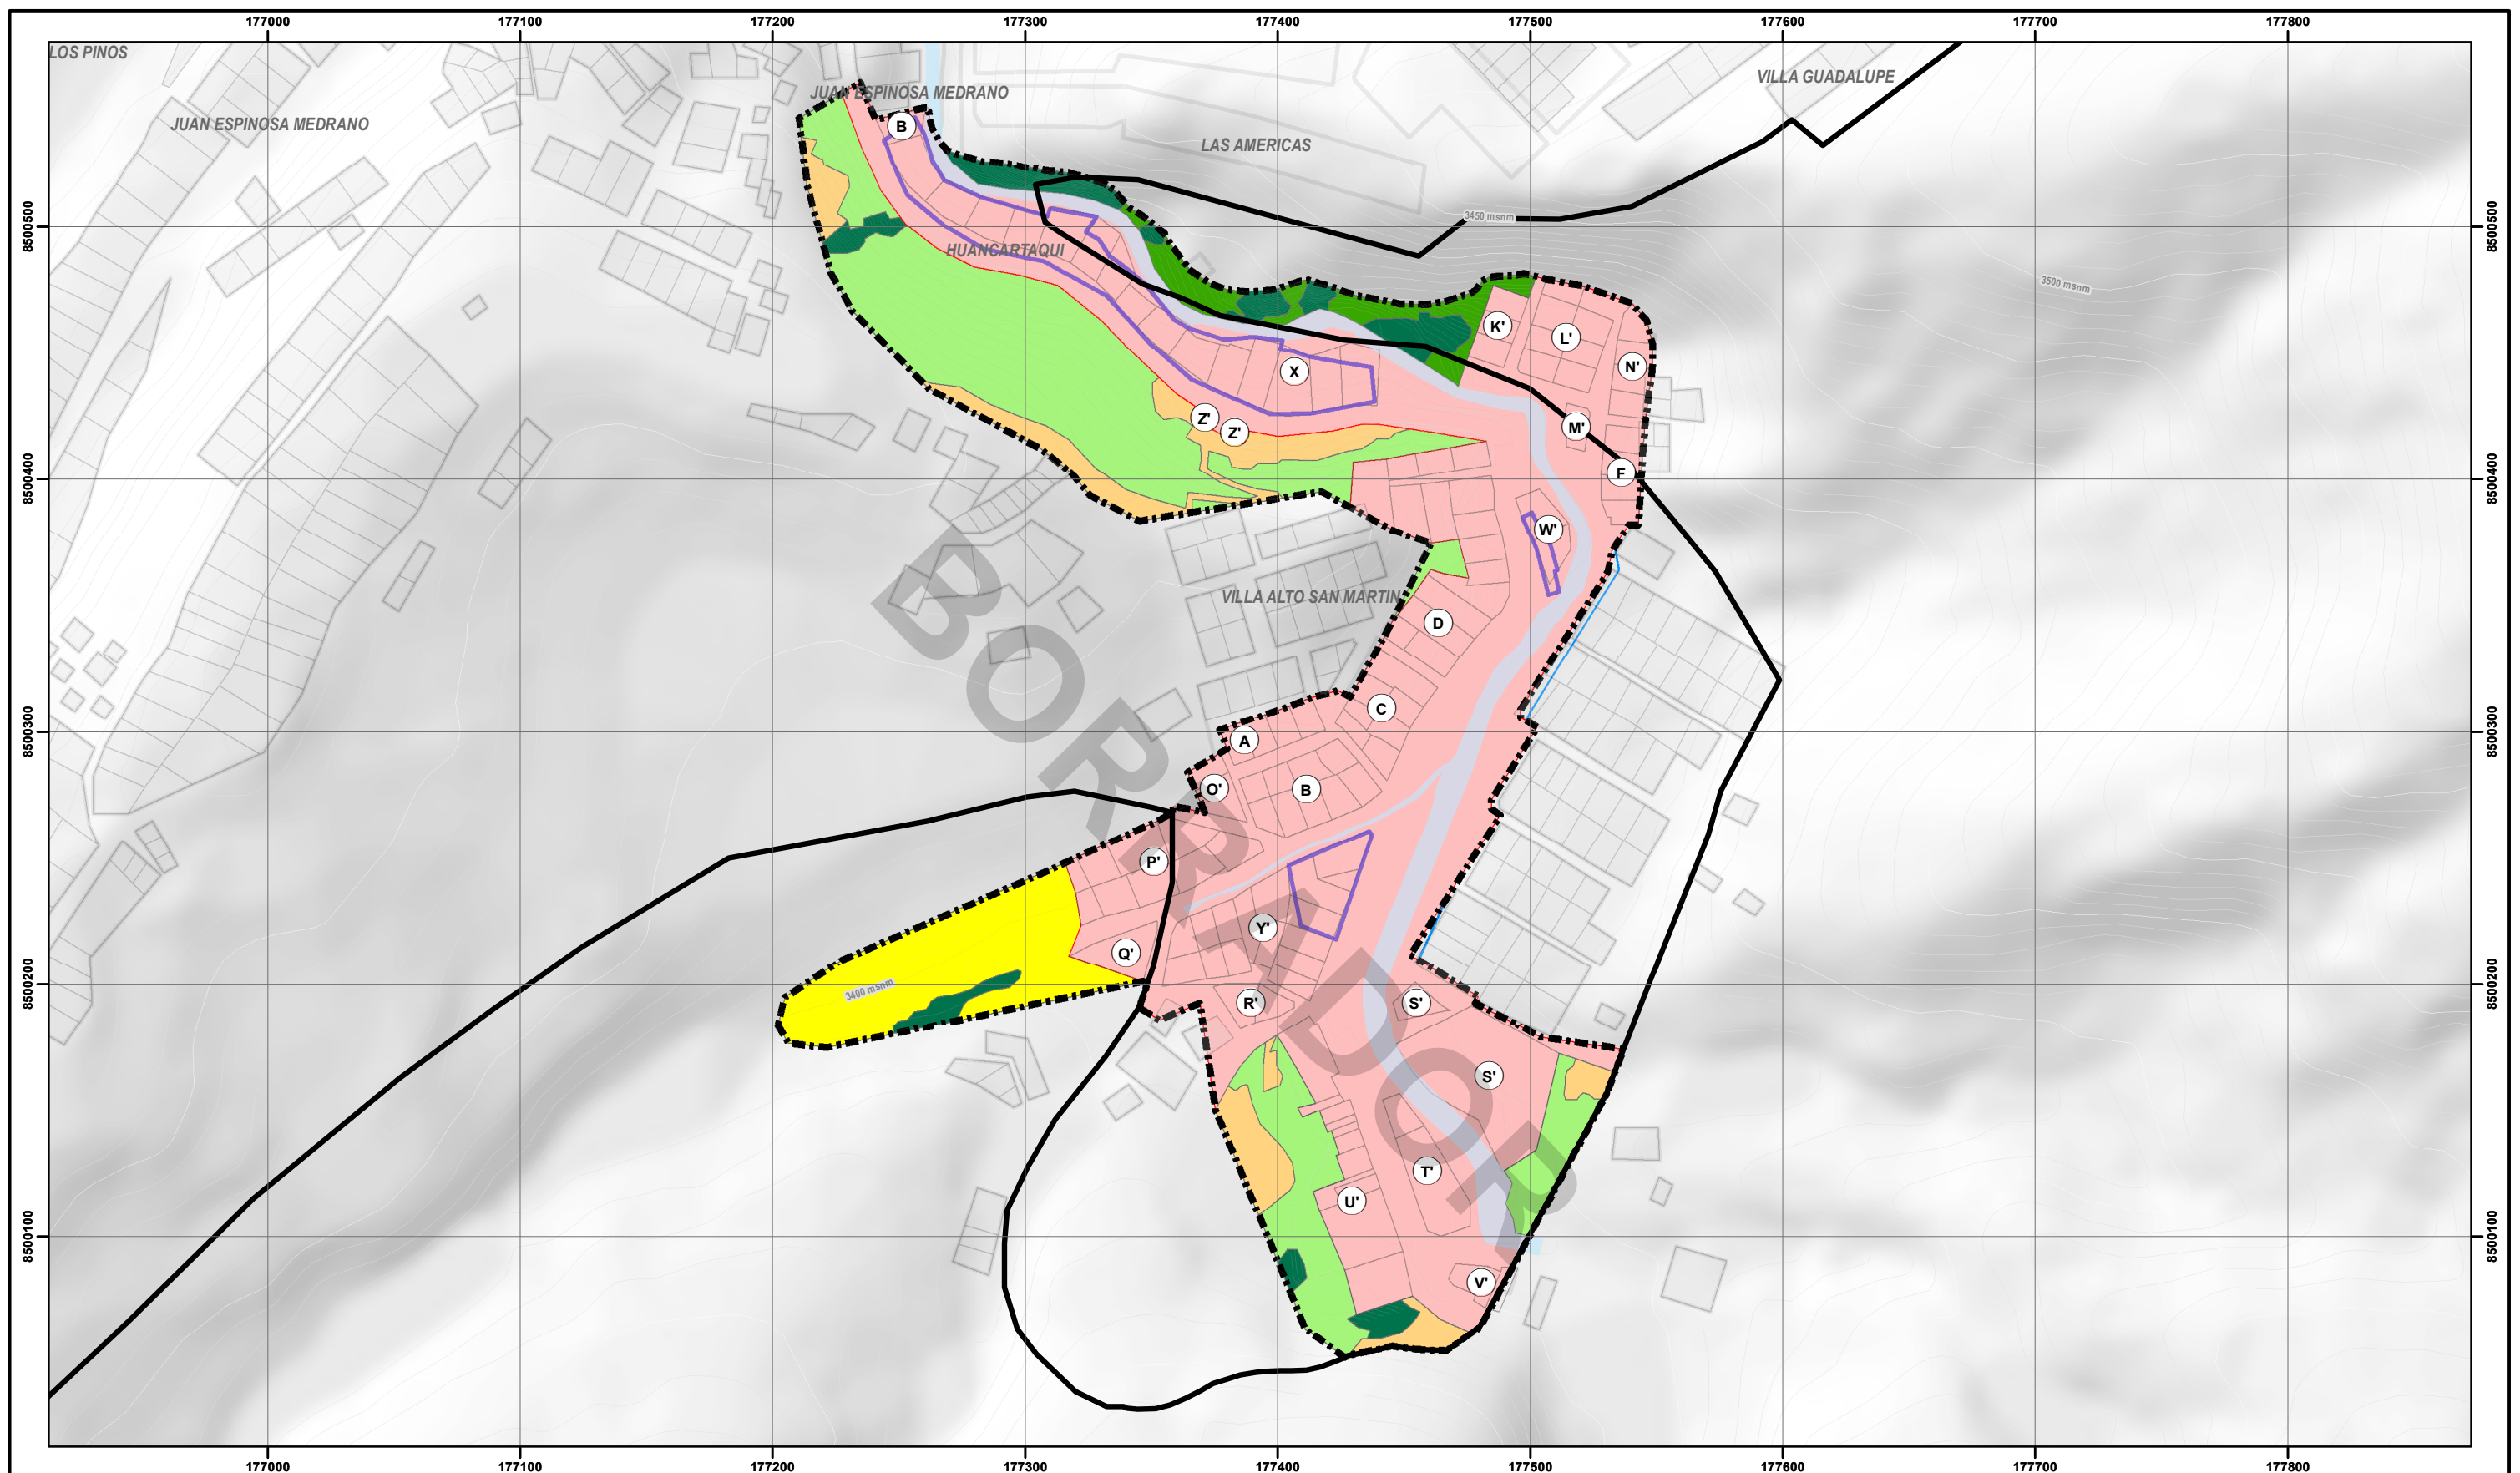 177000 177100 177200 177300 177400 177500 177600 177700 177800
LOS PINOS
VILLA GUADALUPE
JUAN ESPINOSA MEDRANO
JUAN ESPINOSA MEDRANO
B
LAS AMERICAS
3450 msnm
8500500 8500500
HUANCARTAQUI
3500 msnm
K'
L'
N'
X
Z'
Z'
M'
F
8500400 8500400
W'
VILLA ALTO SAN MARTIN
D
C
A
8500300 8500300
O'
B
P'
Y'
Q'
3400 msnm
8500200 8500200
R'
S'
S'
T'
U'
8500100 8500100
V'
BORRADOR
177000 177100 177200 177300 177400 177500 177600 177700 177800